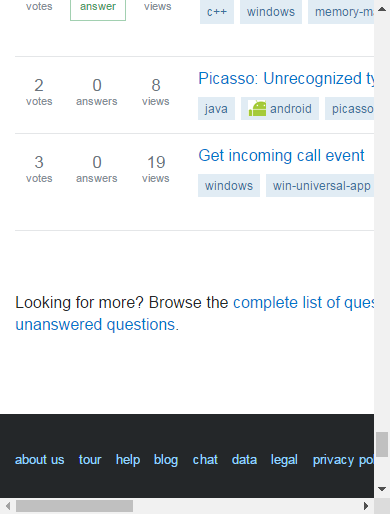 votes answer views c++ windows memory-ma
2 0 8 Picasso: Unrecognized ty
votes answers views java android picasso
3 0 19 Get incoming call event
votes answers views windows win-universal-app
Looking for more? Browse the complete list of ques
unanswered questions.
about us tour help blog chat data legal privacy pol